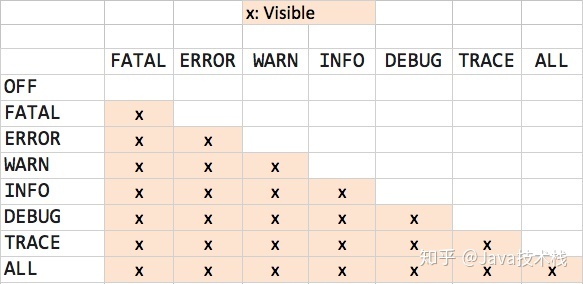 x: Visible
FATAL ERROR WARN INFO DEBUG TRACE ALL
OFF
FATAL x
ERROR x x
WARN x x x
INFO x x x x
DEBUG x x x x x
TRACE x x x x x x
ALL x x x x x x x
知乎 @Java技术栈